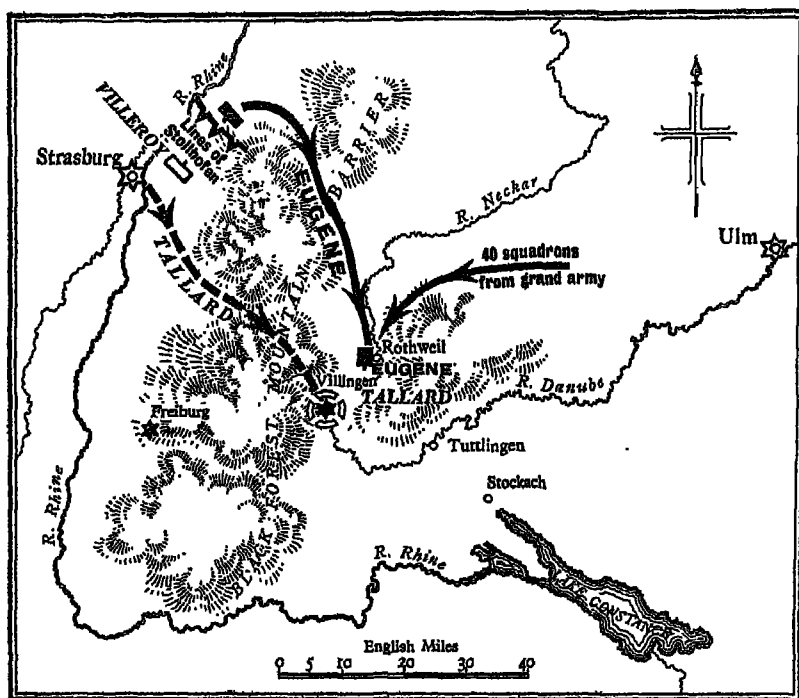 R. Rhine
VILLEROY
Lines of
Stollhofen
Strasburg
BARRIER
EUGENE
R. Neckar
TALLARD
Ulm
40 squadrons
from grand army
MOUNTAIN
Rothweil
EUGENE
Villingen
TALLARD
R. Danube
Freiburg
Tuttlingen
BLACK FOREST
Stockach
R. Rhine
R. Rhine
LAKE CONSTANCE
English Miles
0 5 10 20 30 40